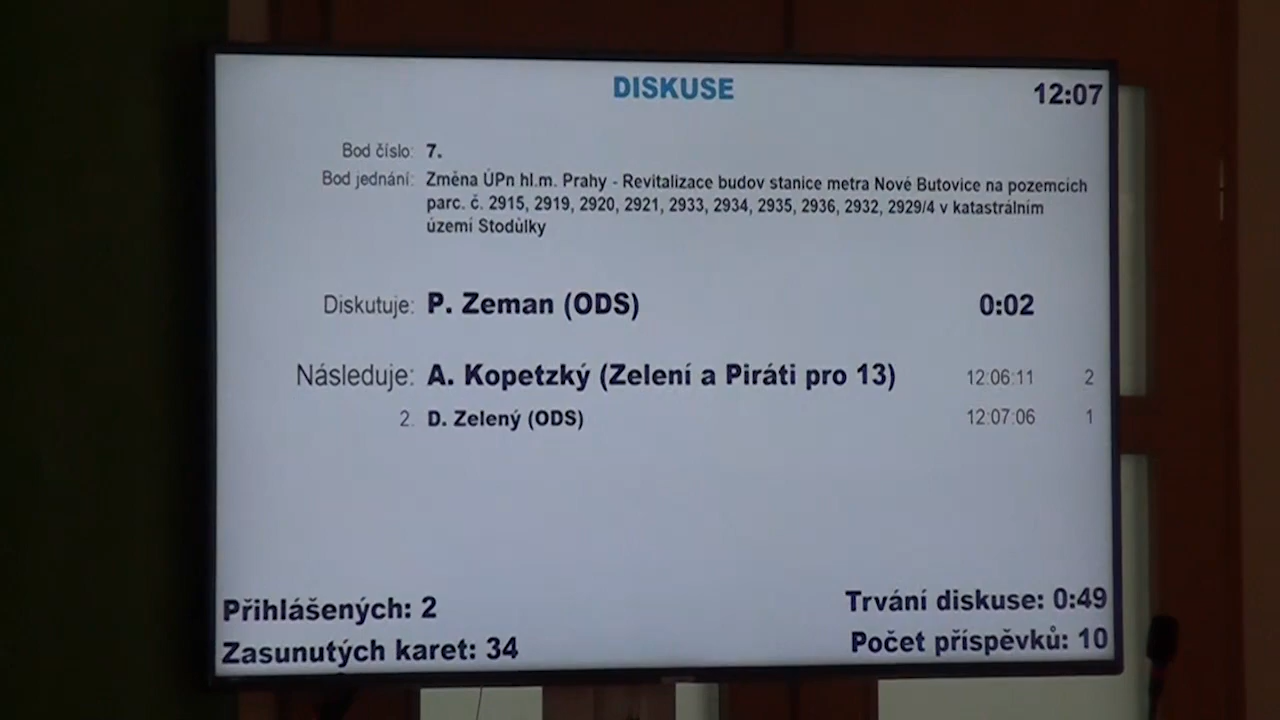 DISKUSE
12:07
Bod číslo: 7.
Bod jednání: Změna ÚPn hl.m. Prahy - Revitalizace budov stanice metra Nové Butovice na pozemcích
parc. č. 2915, 2919, 2920, 2921, 2933, 2934, 2935, 2936, 2932, 2929/4 v katastrálním
území Stodůlky
Diskutuje: P. Zeman (ODS) 0:02
Následuje: A. Kopetzký (Zelení a Piráti pro 13) 12:06:11 2
2. D. Zelený (ODS) 12:07:06 1
Přihlášených: 2
Zasunutých karet: 34
Trvání diskuse: 0:49
Počet příspěvků: 10